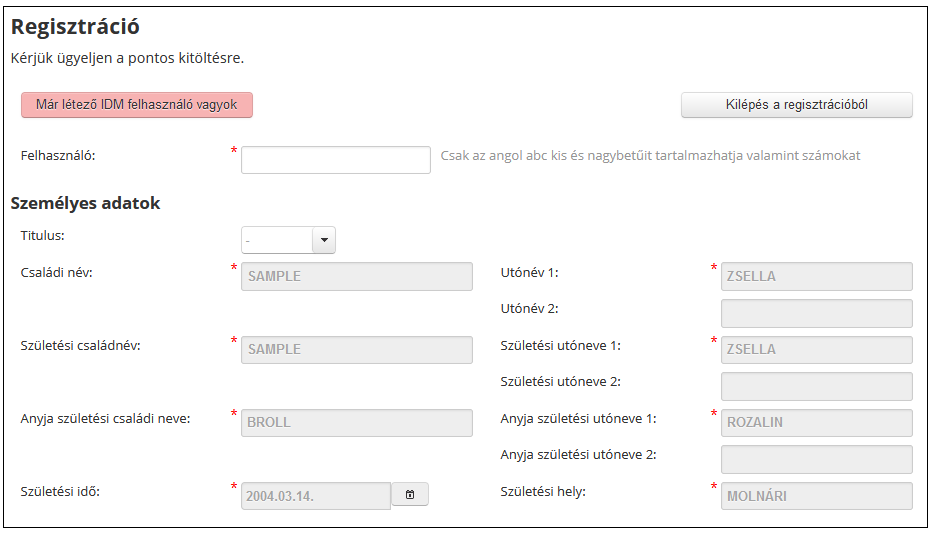 Regisztráció
Kérjük ügyeljen a pontos kitöltésre.
Már létező IDM felhasználó vagyok Kilépés a regisztrációból
Felhasználó: * Csak az angol abc kis és nagybetűit tartalmazhatja valamint számokat
Személyes adatok
Titulus: -
Családi név: * SAMPLE Utónév 1: * ZSELLA
Utónév 2:
Születési családnév: * SAMPLE Születési utóneve 1: * ZSELLA
Születési utóneve 2:
Anyja születési családi neve: * BROLL Anyja születési utóneve 1: * ROZALIN
Anyja születési utóneve 2:
Születési idő: * 2004.03.14. Születési hely: * MOLNÁRI